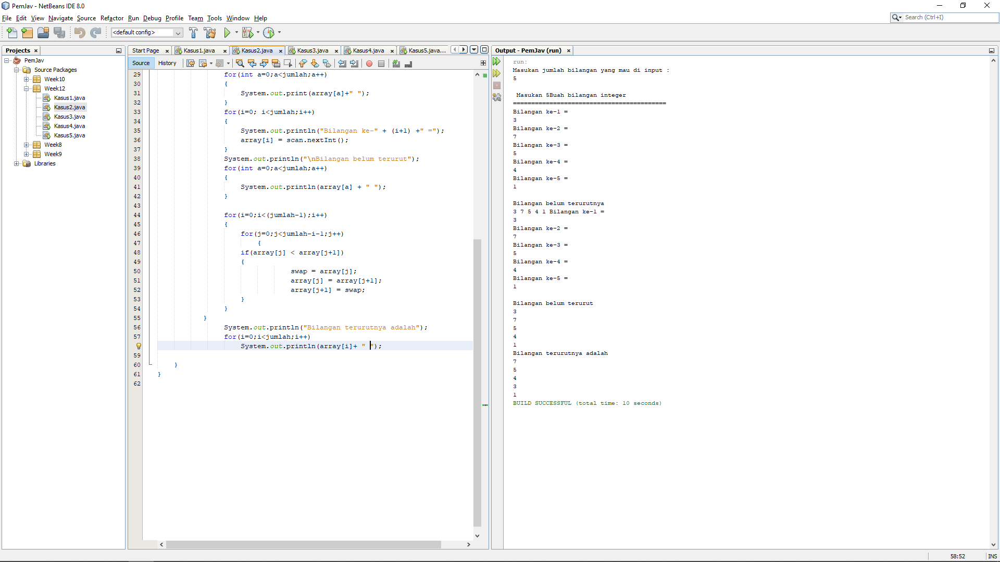 PemJav - NetBeans IDE 8.0
File Edit View Navigate Source Refactor Run Debug Profile Team Tools Window Help
Search (Ctrl+I)
<default config>
Projects
PemJav
Source Packages
Week10
Week12
Kasus1.java
Kasus2.java
Kasus3.java
Kasus4.java
Kasus5.java
Week8
Week9
Libraries
Start Page Kasus1.java Kasus2.java Kasus3.java Kasus4.java Kasus5.java...
Source History
29 for(int a=0;a<jumlah;a++)
30 {
31 System.out.print(array[a]+" ");
32 }
33 for(i=0; i<jumlah;i++)
34 {
35 System.out.println("Bilangan ke-" + (i+1) +" =");
36 array[i] = scan.nextInt();
37 }
38 System.out.println("\nBilangan belum terurut");
39 for(int a=0;a<jumlah;a++)
40 {
41 System.out.println(array[a] + " ");
42 }
43
44 for(i=0;i<(jumlah-1);i++)
45 {
46 for(j=0;j<jumlah-i-1;j++)
47 {
48 if(array[j] < array[j+1])
49 {
50 swap = array[j];
51 array[j] = array[j+1];
52 array[j+1] = swap;
53 }
54 }
55 }
56 System.out.println("Bilangan terurutnya adalah");
57 for(i=0;i<jumlah;i++)
System.out.println(array[i]+ " ");
59
60 }
61 }
62
Output - PemJav (run)
run:
Masukan jumlah bilangan yang mau di input :
5
Masukan 5Buah bilangan integer
==========================================
Bilangan ke-1 =
3
Bilangan ke-2 =
7
Bilangan ke-3 =
5
Bilangan ke-4 =
4
Bilangan ke-5 =
1
Bilangan belum terurutnya
3 7 5 4 1 Bilangan ke-1 =
3
Bilangan ke-2 =
7
Bilangan ke-3 =
5
Bilangan ke-4 =
4
Bilangan ke-5 =
1
Bilangan belum terurut
3
7
5
4
1
Bilangan terurutnya adalah
7
5
4
3
1
BUILD SUCCESSFUL (total time: 10 seconds)
58:52 INS